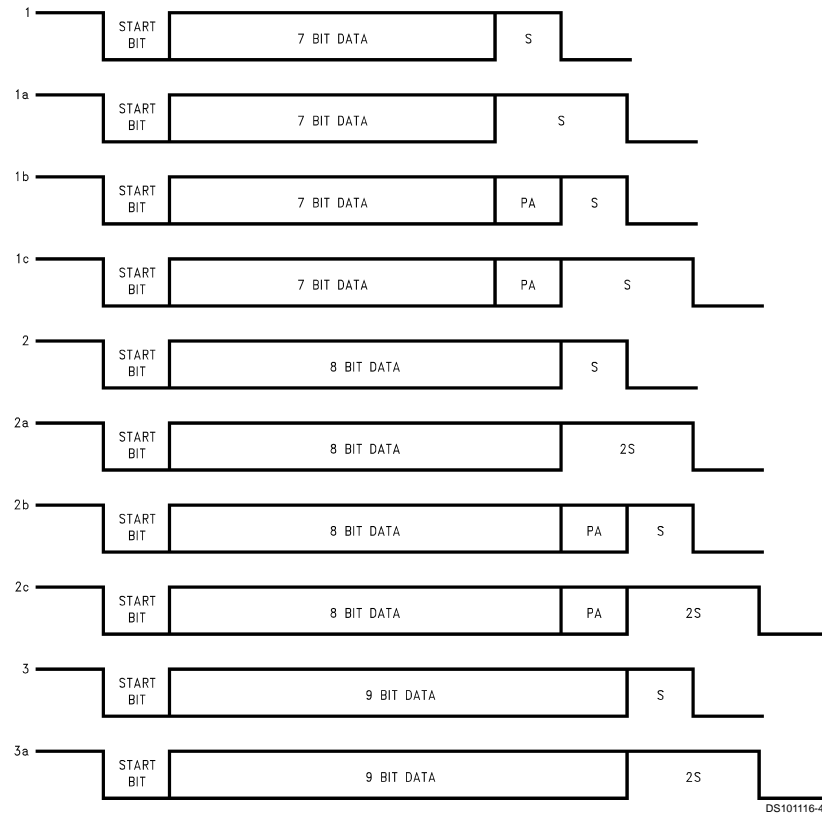 1 START BIT 7 BIT DATA S
1a START BIT 7 BIT DATA S
1b START BIT 7 BIT DATA PA S
1c START BIT 7 BIT DATA PA S
2 START BIT 8 BIT DATA S
2a START BIT 8 BIT DATA 2S
2b START BIT 8 BIT DATA PA S
2c START BIT 8 BIT DATA PA 2S
3 START BIT 9 BIT DATA S
3a START BIT 9 BIT DATA 2S
DS101116-4